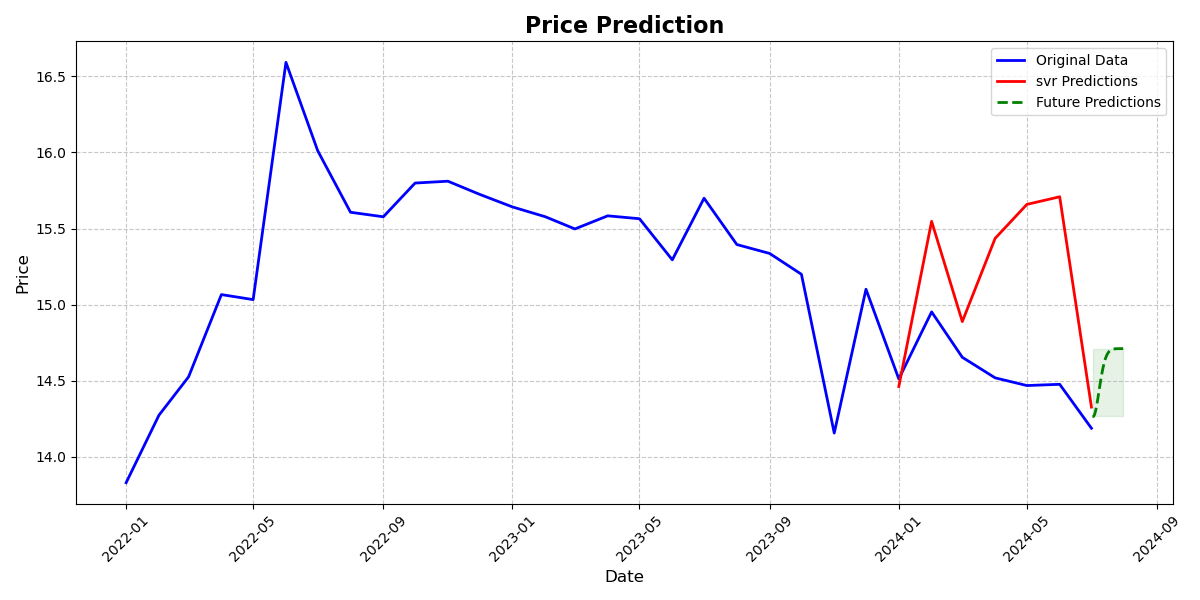 Price Prediction
Original Data
svr Predictions
Future Predictions
Price
16.5
16.0
15.5
15.0
14.5
14.0
2022-01
2022-05
2022-09
2023-01
2023-05
2023-09
2024-01
2024-05
2024-09
Date